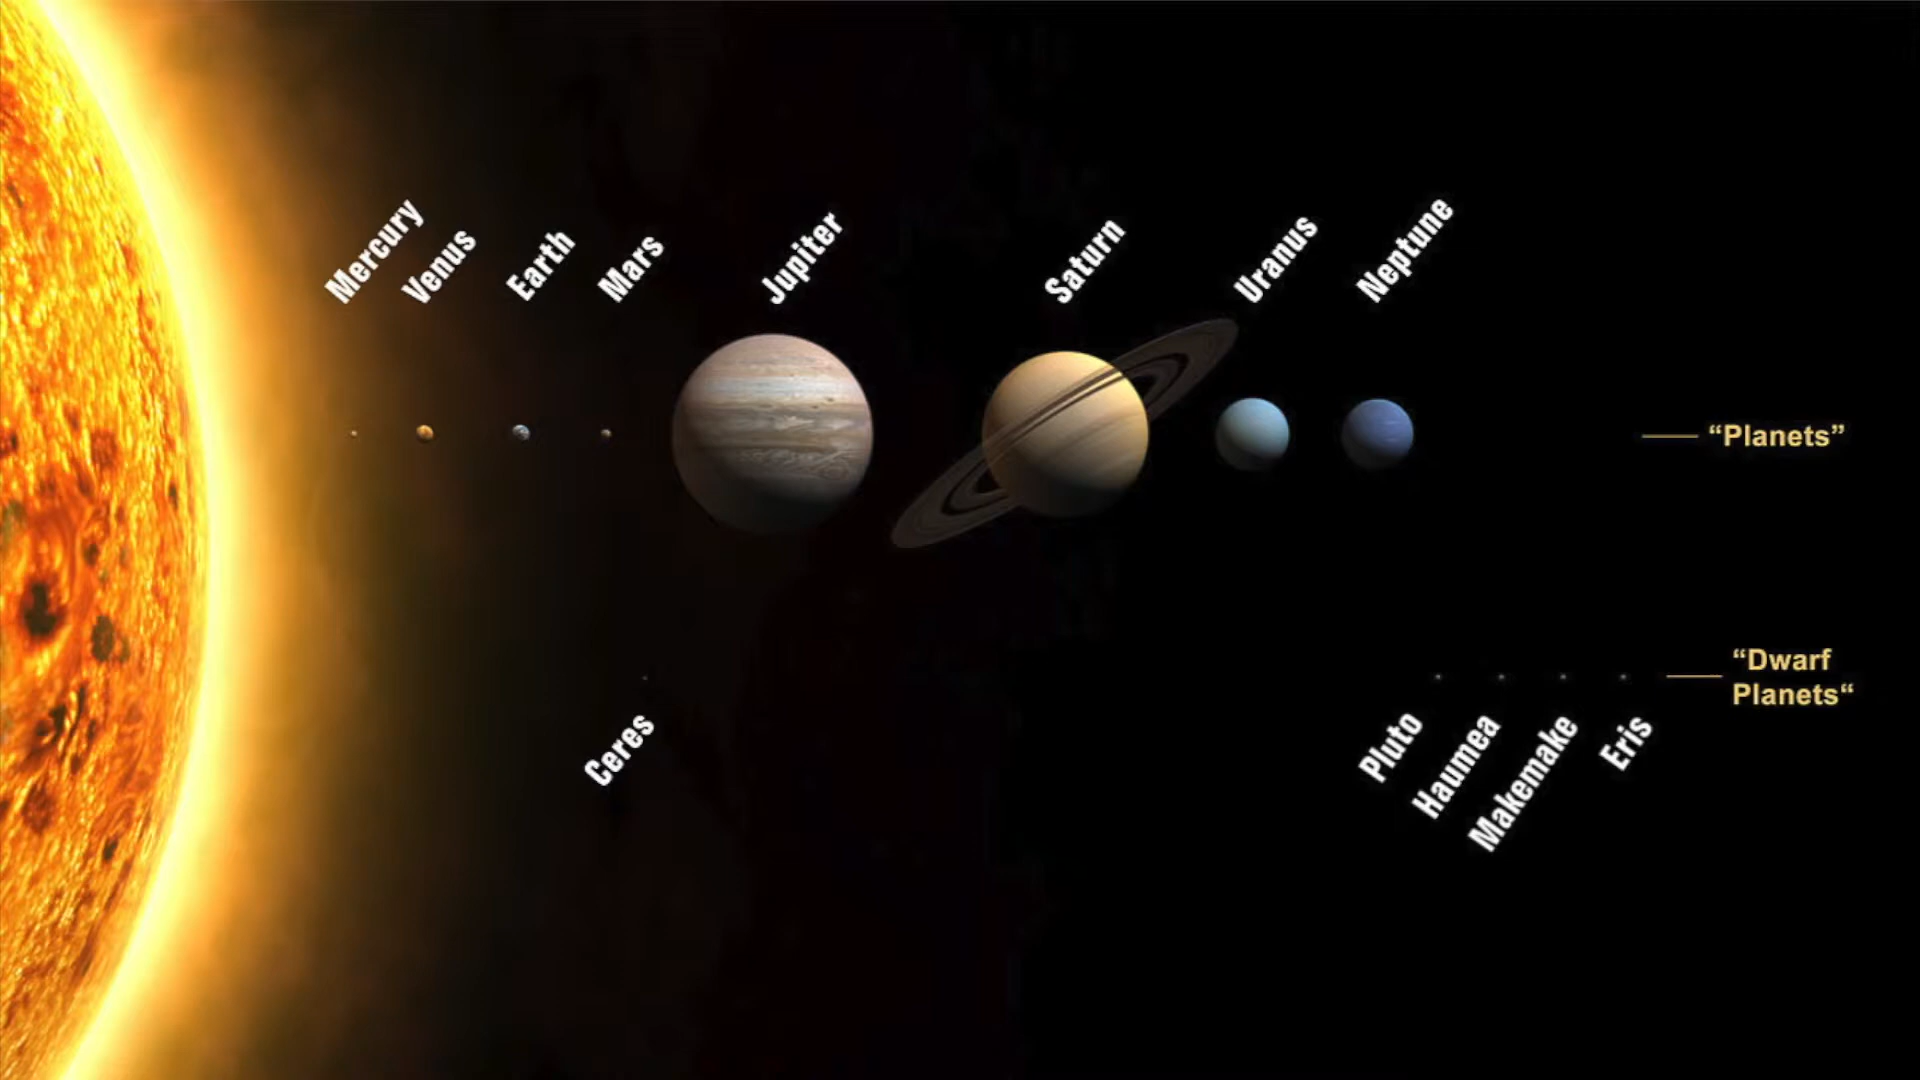 Mercury
Venus
Earth
Mars
Jupiter
Saturn
Uranus
Neptune
“Planets”
“Dwarf
Planets“
Ceres
Pluto
Haumea
Makemake
Eris